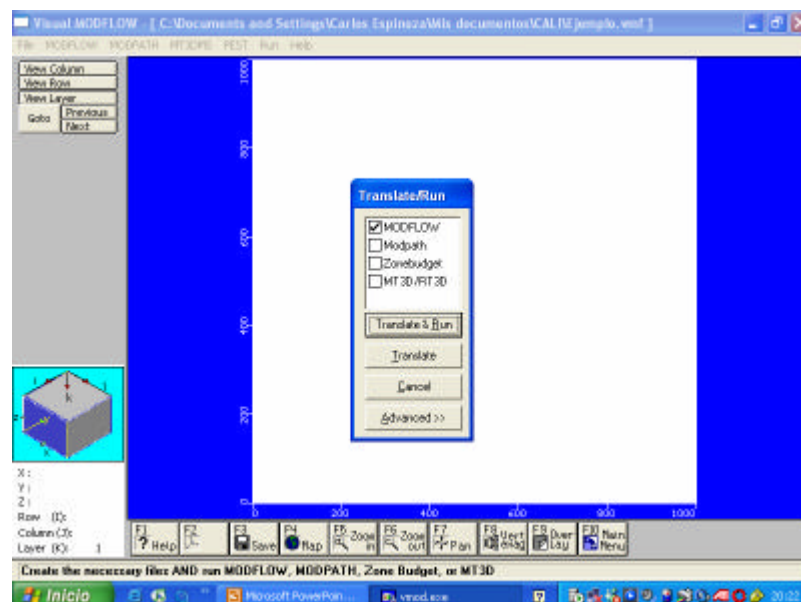 Visual MODFLOW - [ C:\Documents and Settings\Carlos Espinoza\Mis documentos\CALI\Ejemplo.vmf ]
File MODFLOW MODPATH MT3DMS PEST Run Help
View Column
View Row
View Layer
Goto
Previous
Next
1000
800
600
400
200
0
Translate/Run
MODFLOW
Modpath
Zonebudget
MT3D/RT3D
Translate & Run
Translate
Cancel
Advanced >>
k
X:
Y:
Z:
Row (I):
Column (J):
Layer (K): 1
0 200 400 600 800 1000
F1 ? Help
F2
F3 Save
F4 Map
F5 Zoom in
F6 Zoom out
F7 Pan
F8 Vert exag
F9 Over Lay
F10 Main Menu
Create the necessary files AND run MODFLOW, MODPATH, Zone Budget, or MT3D
Inicio
Microsoft PowerPoin...
vmod.exe
20:22